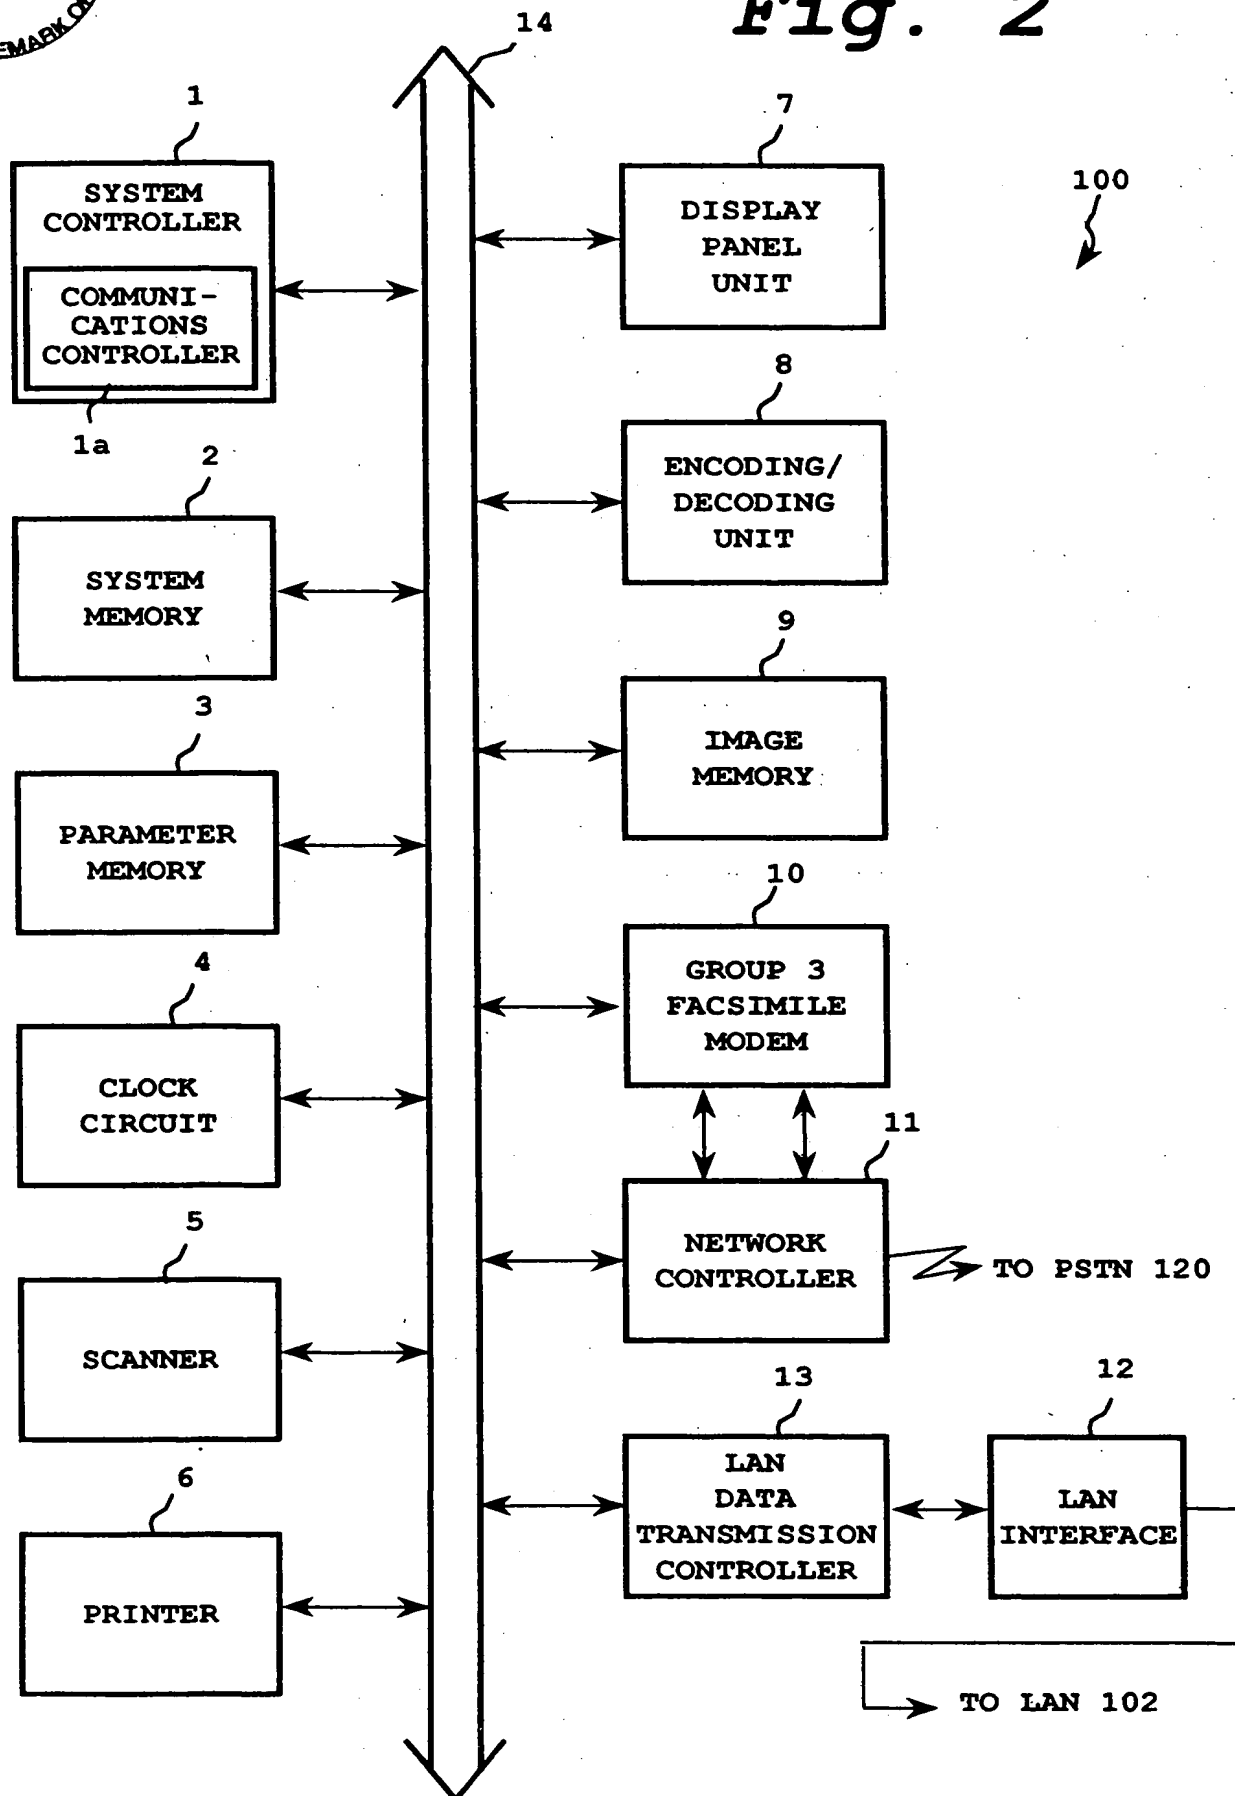 Fig. 2
EMARK
14
1
SYSTEM
CONTROLLER
COMMUNI-
CATIONS
CONTROLLER
1a
2
SYSTEM
MEMORY
3
PARAMETER
MEMORY
4
CLOCK
CIRCUIT
5
SCANNER
6
PRINTER
7
DISPLAY
PANEL
UNIT
100
8
ENCODING/
DECODING
UNIT
9
IMAGE
MEMORY
10
GROUP 3
FACSIMILE
MODEM
11
NETWORK
CONTROLLER
TO PSTN 120
13
LAN
DATA
TRANSMISSION
CONTROLLER
12
LAN
INTERFACE
TO LAN 102